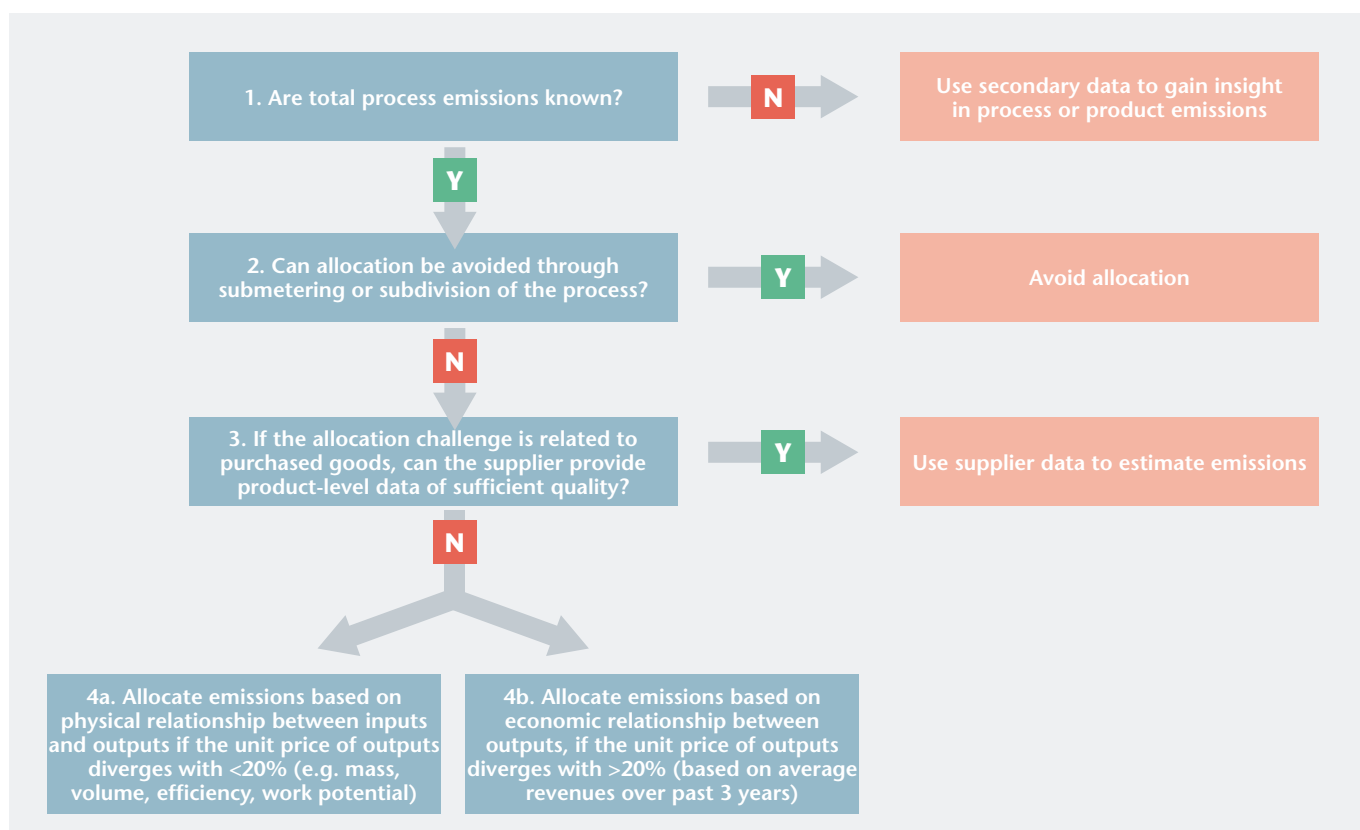 1. Are total process emissions known?
N
Use secondary data to gain insight
in process or product emissions
Y
2. Can allocation be avoided through
submetering or subdivision of the process?
Y
Avoid allocation
N
3. If the allocation challenge is related to
purchased goods, can the supplier provide
product-level data of sufficient quality?
Y
Use supplier data to estimate emissions
N
4a. Allocate emissions based on
physical relationship between inputs
and outputs if the unit price of outputs
diverges with <20% (e.g. mass,
volume, efficiency, work potential)
4b. Allocate emissions based on
economic relationship between
outputs, if the unit price of outputs
diverges with >20% (based on average
revenues over past 3 years)